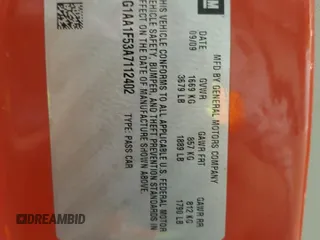 GM
MFD BY GENERAL MOTORS COMPANY
DATE GVWR GAWR FRT GAWR RR
09/09 1669 KG 857 KG 812 KG
3679 LB 1889 LB 1790 LB
THIS VEHICLE CONFORMS TO ALL APPLICABLE U.S. FEDERAL MOTOR
VEHICLE SAFETY, BUMPER, AND THEFT PREVENTION STANDARDS IN
EFFECT ON THE DATE OF MANUFACTURE SHOWN ABOVE.
G1AA1F53A7112402 TYPE: PASS CAR
DREAMBID